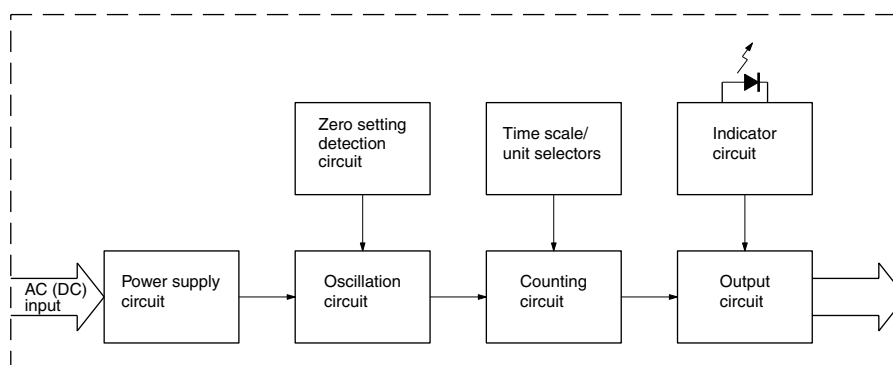 Zero setting
detection
circuit
Time scale/
unit selectors
Indicator
circuit
AC (DC)
input
Power supply
circuit
Oscillation
circuit
Counting
circuit
Output
circuit